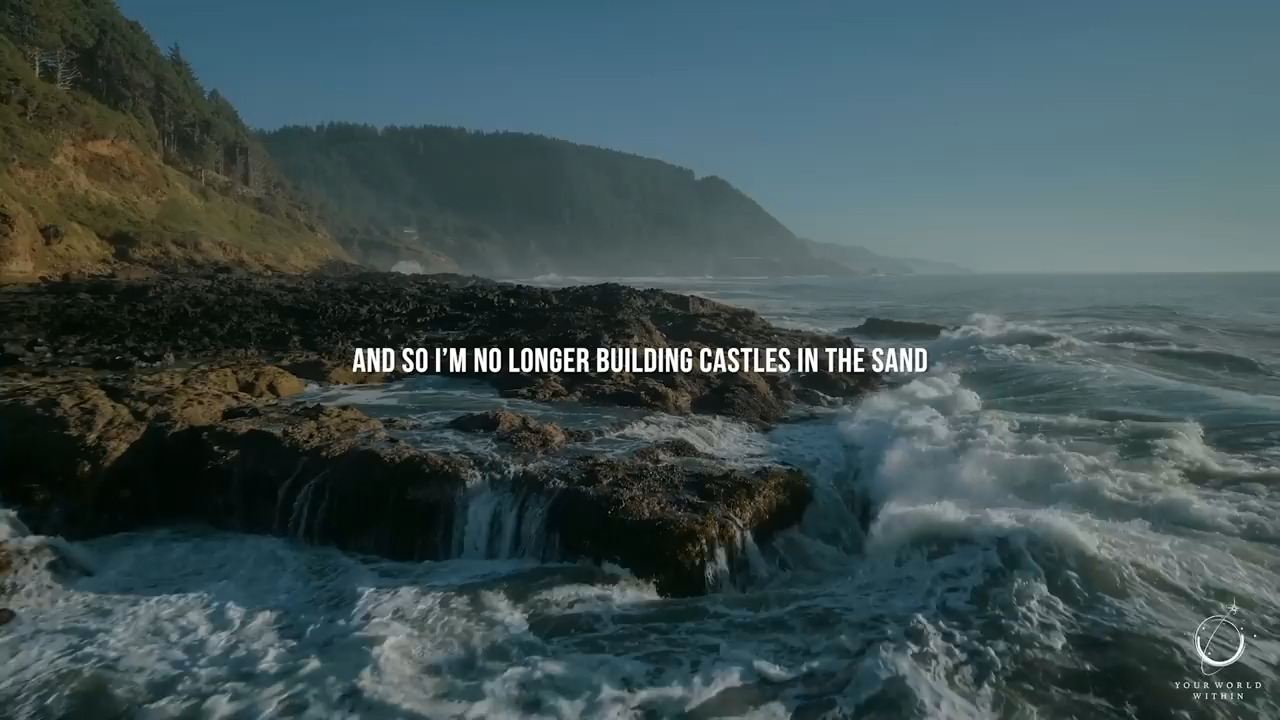 AND SO I'M NO LONGER BUILDING CASTLES IN THE SAND
YOUR WORLD
WITHIN